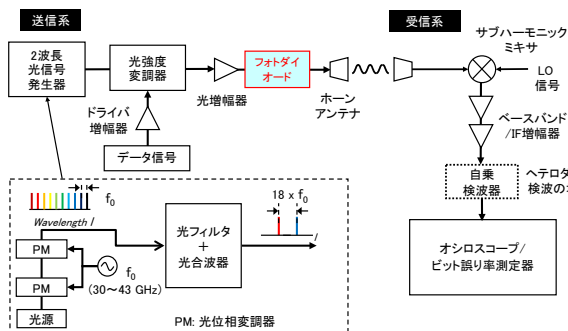 送信系
受信系
2波長
光信号
発生器
光強度
変調器
フォトダイ
オード
光増幅器
ホーン
アンテナ
サブハーモニック
ミキサ
LO
信号
ドライバ
増幅器
データ信号
ベースバンド
/IF増幅器
自乗
検波器
ヘテロダ
検波の
オシロスコープ/
ビット誤り率測定器
f0
Wavelength l
18 x f0
l
PM
PM
光源
f0
(30~43 GHz)
光フィルタ
+
光合波器
PM: 光位相変調器